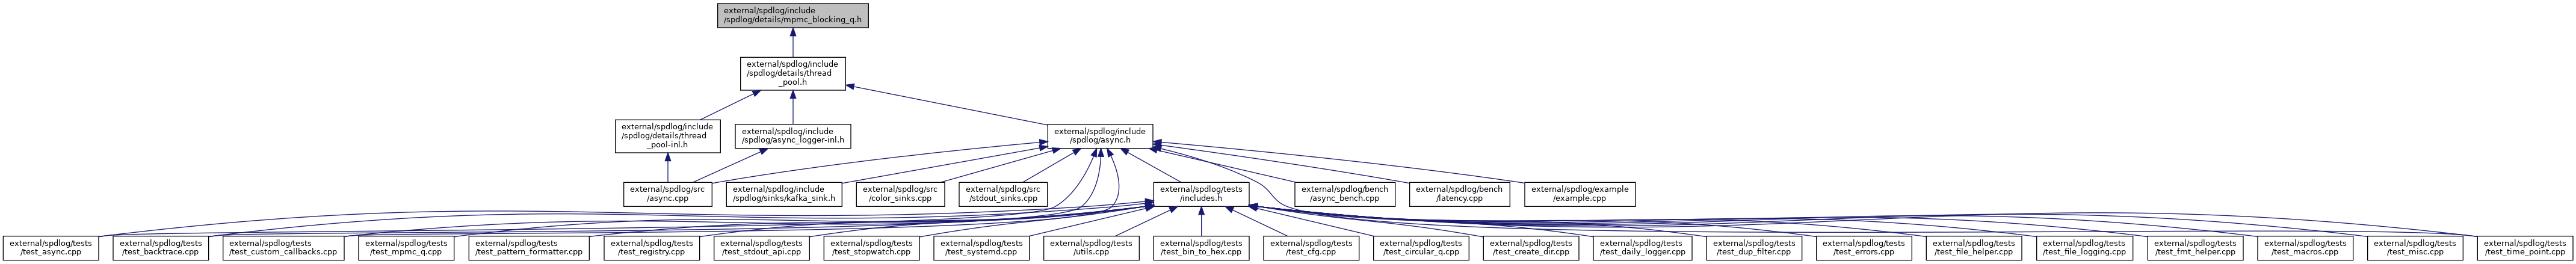 external/spdlog/include
/spdlog/details/mpmc_blocking_q.h
external/spdlog/include
/spdlog/details/thread
_pool.h
external/spdlog/include
/spdlog/details/thread
_pool-inl.h
external/spdlog/include
/spdlog/async_logger-inl.h
external/spdlog/include
/spdlog/async.h
external/spdlog/src
/async.cpp
external/spdlog/include
/spdlog/sinks/kafka_sink.h
external/spdlog/src
/color_sinks.cpp
external/spdlog/src
/stdout_sinks.cpp
external/spdlog/tests
/includes.h
external/spdlog/bench
/async_bench.cpp
external/spdlog/bench
/latency.cpp
external/spdlog/example
/example.cpp
external/spdlog/tests
/test_async.cpp
external/spdlog/tests
/test_backtrace.cpp
external/spdlog/tests
/test_custom_callbacks.cpp
external/spdlog/tests
/test_mpmc_q.cpp
external/spdlog/tests
/test_pattern_formatter.cpp
external/spdlog/tests
/test_registry.cpp
external/spdlog/tests
/test_stdout_api.cpp
external/spdlog/tests
/test_stopwatch.cpp
external/spdlog/tests
/test_systemd.cpp
external/spdlog/tests
/utils.cpp
external/spdlog/tests
/test_bin_to_hex.cpp
external/spdlog/tests
/test_cfg.cpp
external/spdlog/tests
/test_circular_q.cpp
external/spdlog/tests
/test_create_dir.cpp
external/spdlog/tests
/test_daily_logger.cpp
external/spdlog/tests
/test_dup_filter.cpp
external/spdlog/tests
/test_errors.cpp
external/spdlog/tests
/test_file_helper.cpp
external/spdlog/tests
/test_file_logging.cpp
external/spdlog/tests
/test_fmt_helper.cpp
external/spdlog/tests
/test_macros.cpp
external/spdlog/tests
/test_misc.cpp
external/spdlog/tests
/test_time_point.cpp